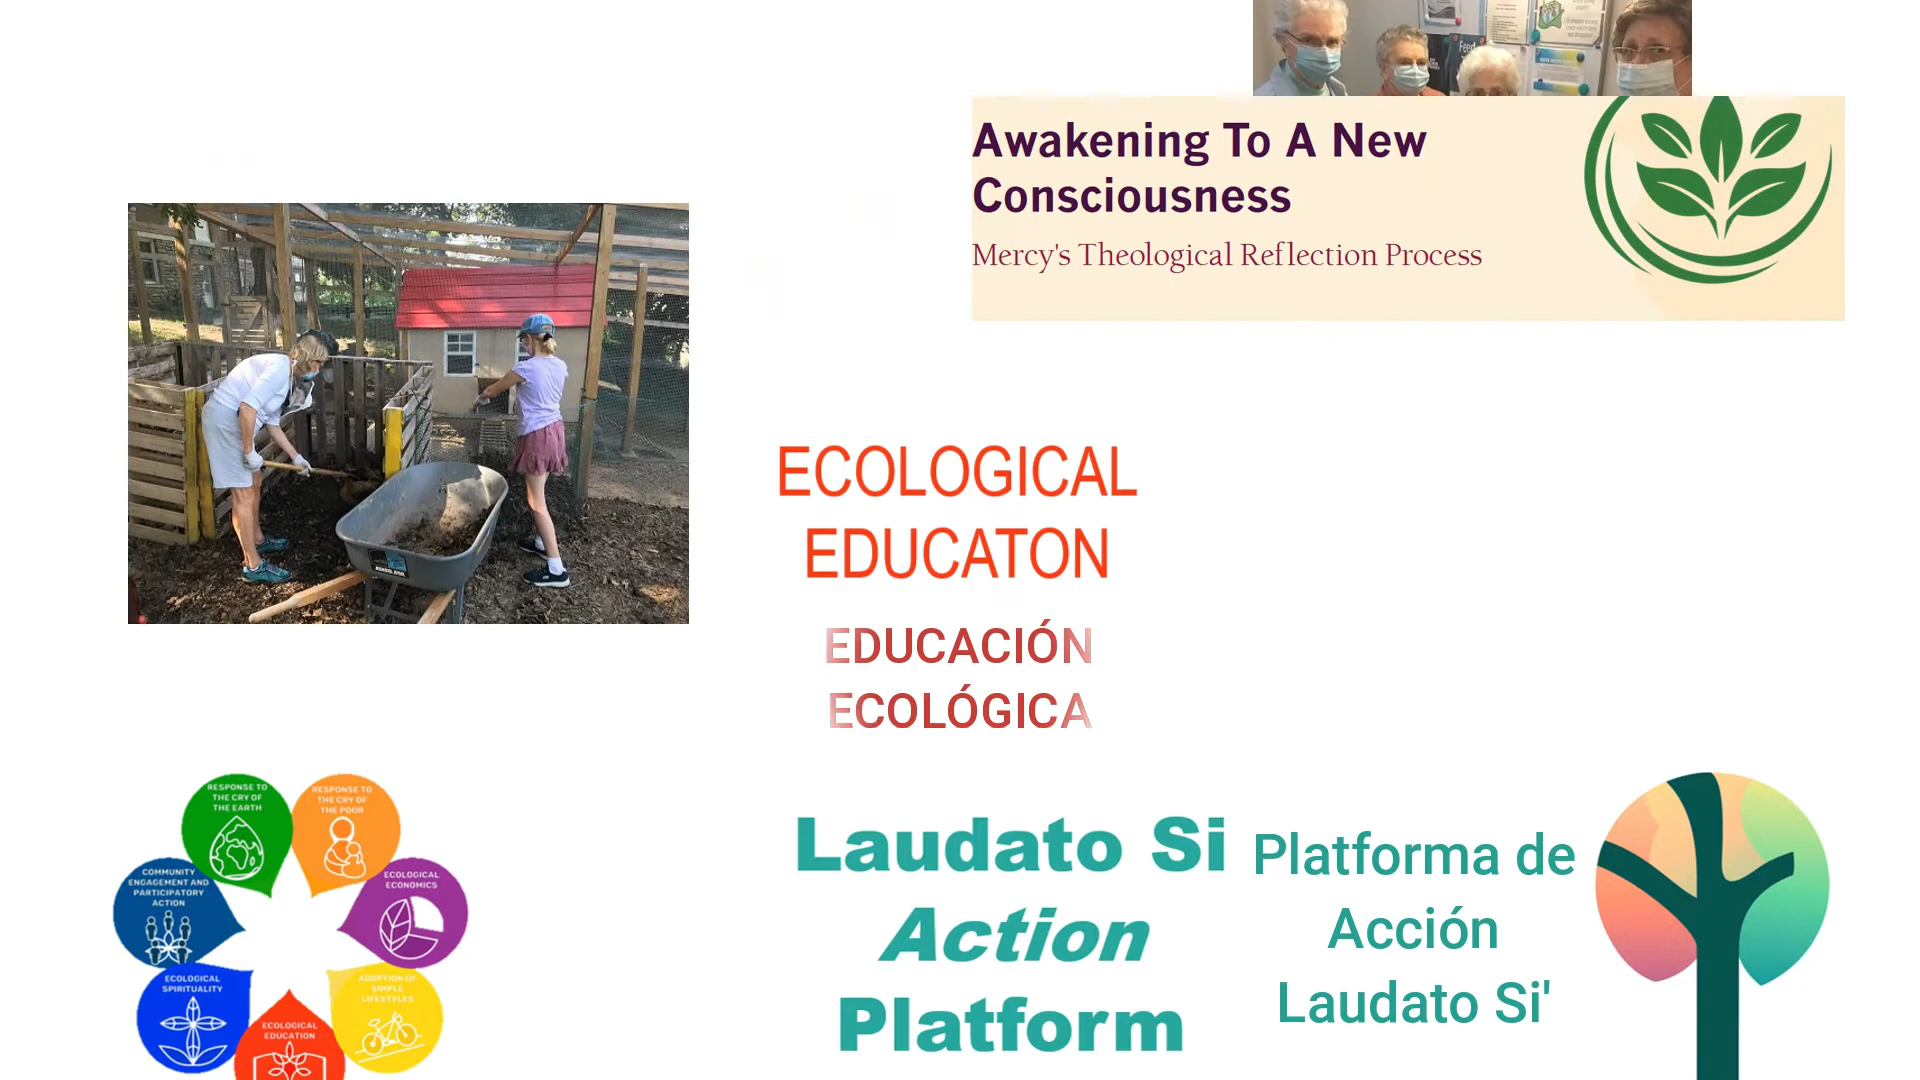 Feed
Awakening To A New
Consciousness
Mercy's Theological Reflection Process
ECOLOGICAL
EDUCATON
EDUCACIÓN
ECOLÓGICA
RESPONSE TO
THE CRY OF
THE EARTH
RESPONSE TO
THE CRY OF
THE POOR
COMMUNITY
ENGAGEMENT AND
PARTICIPATORY
ACTION
ECOLOGICAL
ECONOMICS
ECOLOGICAL
SPIRITUALITY
ADOPTION OF
SIMPLE
LIFESTYLES
ECOLOGICAL
EDUCATION
Laudato Si
Action
Platform
Platforma de
Acción
Laudato Si'